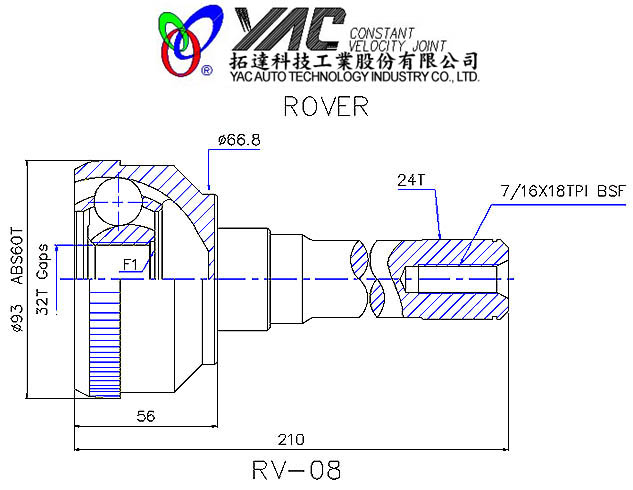 YAC CONSTANT
VELOCITY JOINT
拓達科技工業股份有限公司
® YAC AUTO TECHNOLOGY INDUSTRY CO., LTD.
ROVER
ø66.8
24T
7/16X18TPI BSF
ø93 ABS60T
32T Gaps
F1
56
210
RV-08